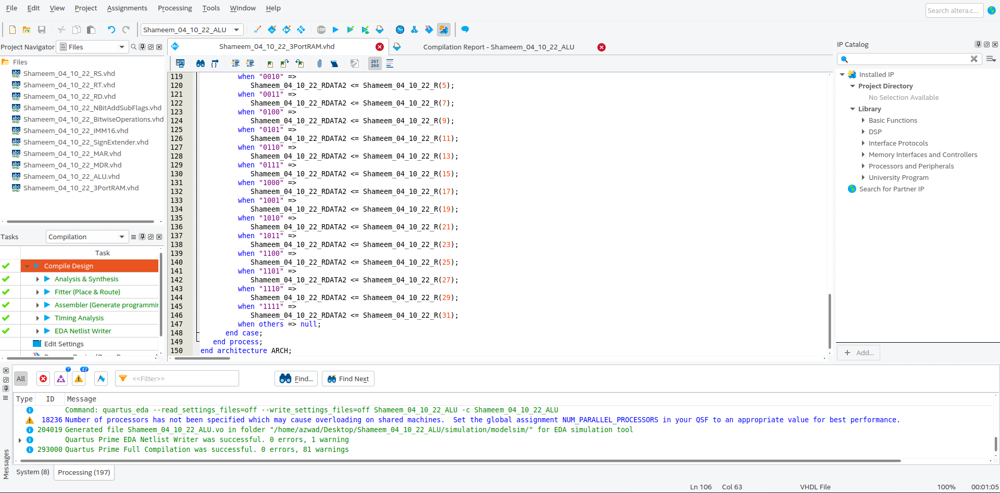 File Edit View Project Assignments Processing Tools Window Help
Search altera.c...
Shameem_04_10_22_ALU
STOP
Project Navigator Files
Files
Shameem_04_10_22_RS.vhd
Shameem_04_10_22_RT.vhd
Shameem_04_10_22_RD.vhd
Shameem_04_10_22_NBitAddSubFlags.vhd
Shameem_04_10_22_BitwiseOperations.vhd
Shameem_04_10_22_IMM16.vhd
Shameem_04_10_22_SignExtender.vhd
Shameem_04_10_22_MAR.vhd
Shameem_04_10_22_MDR.vhd
Shameem_04_10_22_ALU.vhd
Shameem_04_10_22_3PortRAM.vhd
Tasks Compilation
Task
Compile Design
Analysis & Synthesis
Fitter (Place & Route)
Assembler (Generate programmin
Timing Analysis
EDA Netlist Writer
Edit Settings
Shameem_04_10_22_3PortRAM.vhd
Compilation Report - Shameem_04_10_22_ALU
267
268
119 when "0010" =>
120 Shameem_04_10_22_RDATA2 <= Shameem_04_10_22_R(5);
121 when "0011" =>
122 Shameem_04_10_22_RDATA2 <= Shameem_04_10_22_R(7);
123 when "0100" =>
124 Shameem_04_10_22_RDATA2 <= Shameem_04_10_22_R(9);
125 when "0101" =>
126 Shameem_04_10_22_RDATA2 <= Shameem_04_10_22_R(11);
127 when "0110" =>
128 Shameem_04_10_22_RDATA2 <= Shameem_04_10_22_R(13);
129 when "0111" =>
130 Shameem_04_10_22_RDATA2 <= Shameem_04_10_22_R(15);
131 when "1000" =>
132 Shameem_04_10_22_RDATA2 <= Shameem_04_10_22_R(17);
133 when "1001" =>
134 Shameem_04_10_22_RDATA2 <= Shameem_04_10_22_R(19);
135 when "1010" =>
136 Shameem_04_10_22_RDATA2 <= Shameem_04_10_22_R(21);
137 when "1011" =>
138 Shameem_04_10_22_RDATA2 <= Shameem_04_10_22_R(23);
139 when "1100" =>
140 Shameem_04_10_22_RDATA2 <= Shameem_04_10_22_R(25);
141 when "1101" =>
142 Shameem_04_10_22_RDATA2 <= Shameem_04_10_22_R(27);
143 when "1110" =>
144 Shameem_04_10_22_RDATA2 <= Shameem_04_10_22_R(29);
145 when "1111" =>
146 Shameem_04_10_22_RDATA2 <= Shameem_04_10_22_R(31);
147 when others => null;
148 end case;
149 end process;
150 end architecture ARCH;
IP Catalog
Installed IP
Project Directory
No Selection Available
Library
Basic Functions
DSP
Interface Protocols
Memory Interfaces and Controllers
Processors and Peripherals
University Program
Search for Partner IP
+ Add...
All 7 42 <<Filter>> Find... Find Next
Type ID Message
Command: quartus_eda --read_settings_files=off --write_settings_files=off Shameem_04_10_22_ALU -c Shameem_04_10_22_ALU
18236 Number of processors has not been specified which may cause overloading on shared machines.  Set the global assignment NUM_PARALLEL_PROCESSORS in your QSF to an appropriate value for best performance.
204019 Generated file Shameem_04_10_22_ALU.vo in folder "/home/azwad/Desktop/Shameem_04_10_22_ALU/simulation/modelsim/" for EDA simulation tool
Quartus Prime EDA Netlist Writer was successful. 0 errors, 1 warning
293000 Quartus Prime Full Compilation was successful. 0 errors, 81 warnings
Messages
System (8) Processing (197)
Ln 106 Col 63 VHDL File 100% 00:01:05